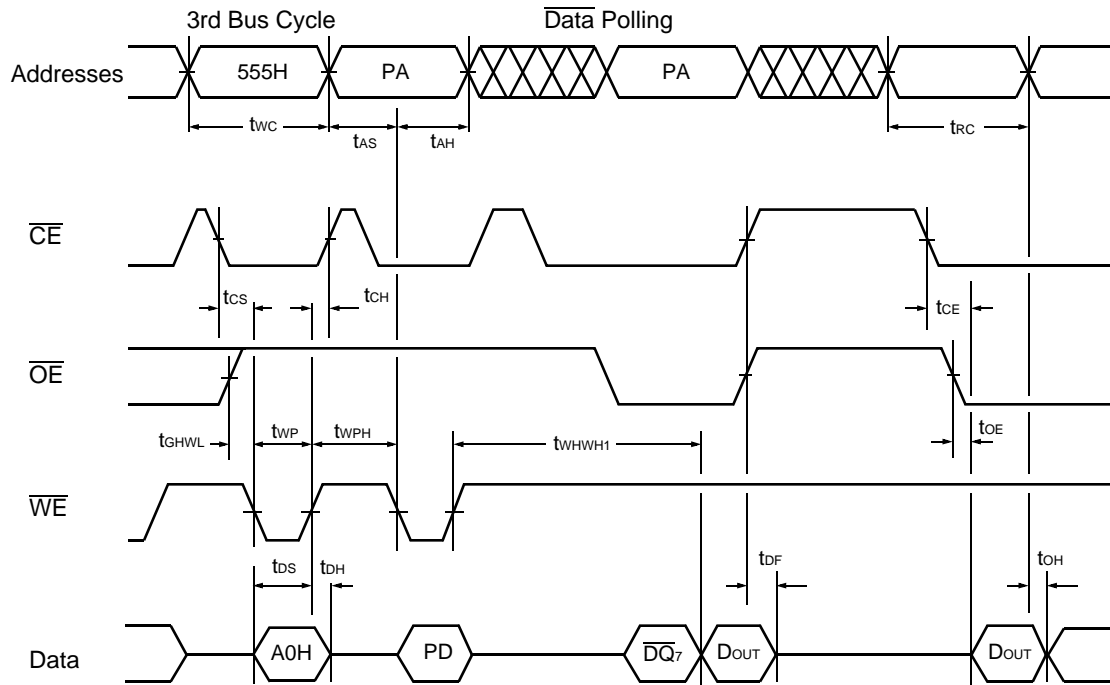 3rd Bus Cycle
Data Polling
Addresses
555H
PA
PA
tWC
tAS
tAH
tRC
CE
tCS
tCH
tCE
OE
tGHWL
tWP
tWPH
tWHWH1
tOE
WE
tDS
tDH
tDF
tOH
Data
A0H
PD
DQ7
DOUT
DOUT